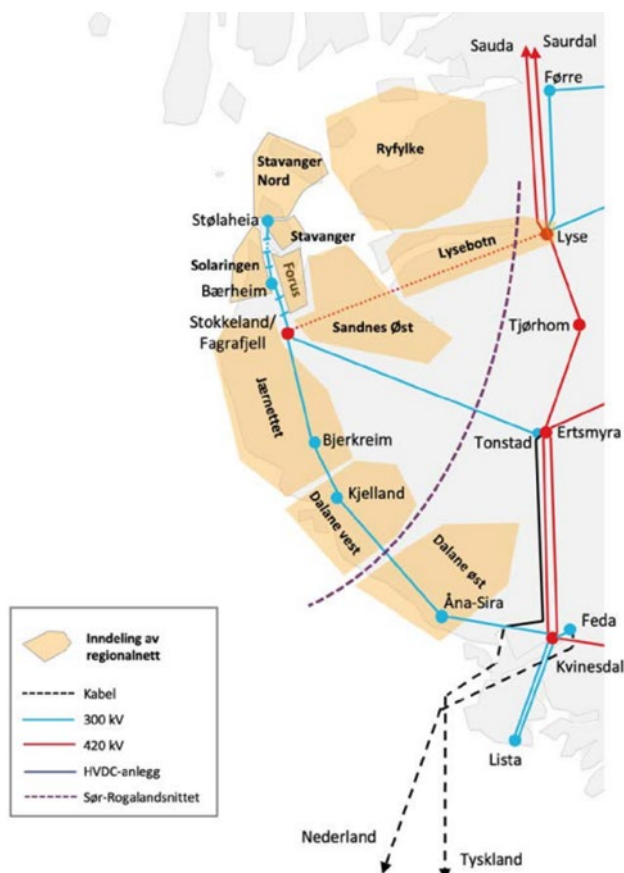 Sauda
Saurdal
Førre
Ryfylke
Stavanger
Nord
Stølaheia
Stavanger
Lysebotn
Lyse
Solaringen
Forus
Bærheim
Stokkeland/
Fagrafjell
Sandnes Øst
Tjørhom
Jærnettet
Bjerkreim
Tonstad
Ertsmyra
Kjelland
Dalane vest
Dalane øst
Åna-Sira
Feda
Kvinesdal
Lista
Inndeling av
regionalnett
Kabel
300 kV
420 kV
HVDC-anlegg
Sør-Rogalandsnittet
Nederland
Tyskland